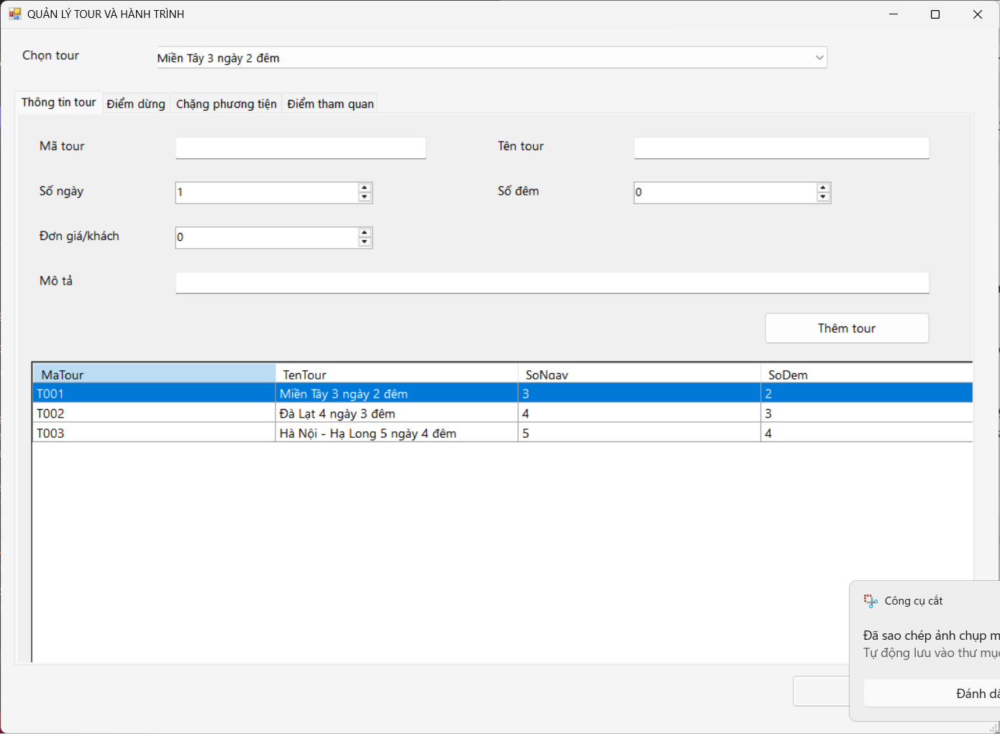 QUẢN LÝ TOUR VÀ HÀNH TRÌNH
Chọn tour
Miền Tây 3 ngày 2 đêm
Thông tin tour Điểm dừng Chặng phương tiện Điểm tham quan
Mã tour
Tên tour
Số ngày 1
Số đêm 0
Đơn giá/khách 0
Mô tả
Thêm tour
MaTour TenTour SoNgay SoDem
T001 Miền Tây 3 ngày 2 đêm 3 2
T002 Đà Lạt 4 ngày 3 đêm 4 3
T003 Hà Nội - Hạ Long 5 ngày 4 đêm 5 4
Công cụ cắt
Đã sao chép ảnh chụp
Tự động lưu vào thư
Đánh